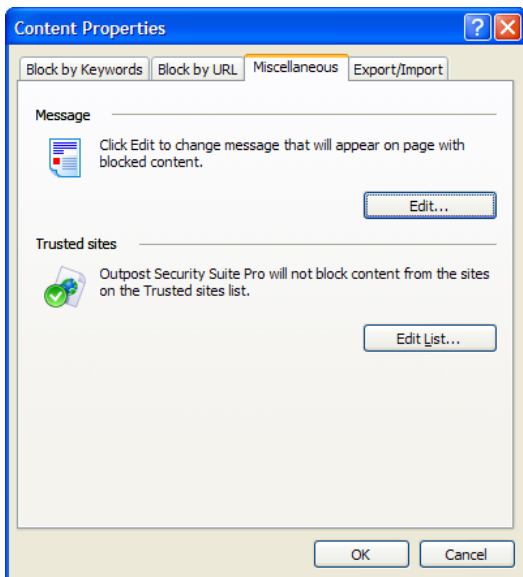 Content Properties
Block by Keywords Block by URL Miscellaneous Export/Import
Message
Click Edit to change message that will appear on page with
blocked content.
Edit...
Trusted sites
Outpost Security Suite Pro will not block content from the sites
on the Trusted sites list.
Edit List...
OK Cancel